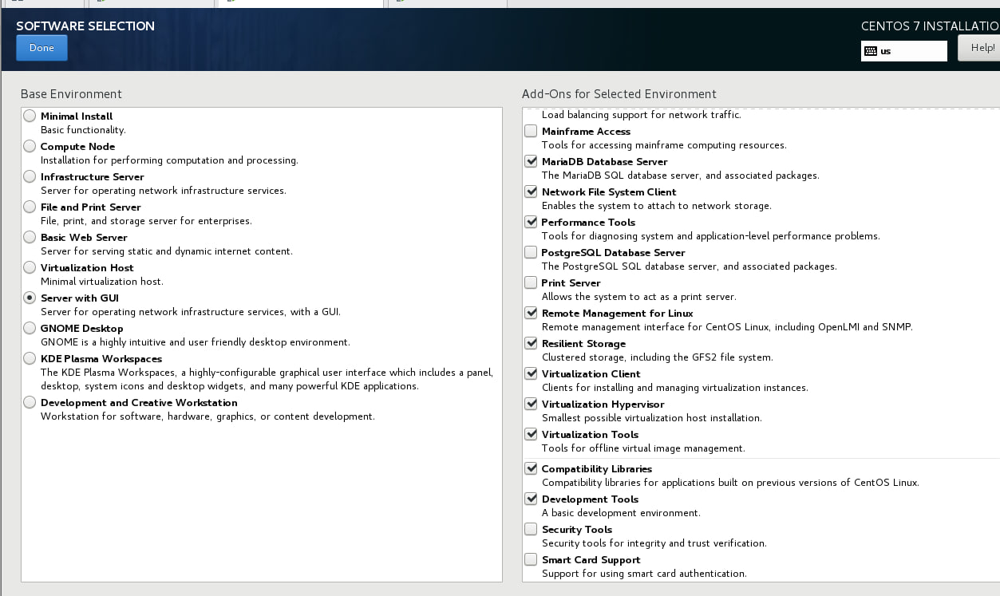 SOFTWARE SELECTION
CENTOS 7 INSTALLATIO
Done
us
Help!
Base Environment
Minimal Install
Basic functionality.
Compute Node
Installation for performing computation and processing.
Infrastructure Server
Server for operating network infrastructure services.
File and Print Server
File, print, and storage server for enterprises.
Basic Web Server
Server for serving static and dynamic internet content.
Virtualization Host
Minimal virtualization host.
Server with GUI
Server for operating network infrastructure services, with a GUI.
GNOME Desktop
GNOME is a highly intuitive and user friendly desktop environment.
KDE Plasma Workspaces
The KDE Plasma Workspaces, a highly-configurable graphical user interface which includes a panel,
desktop, system icons and desktop widgets, and many powerful KDE applications.
Development and Creative Workstation
Workstation for software, hardware, graphics, or content development.
Add-Ons for Selected Environment
Load balancing support for network traffic.
Mainframe Access
Tools for accessing mainframe computing resources.
MariaDB Database Server
The MariaDB SQL database server, and associated packages.
Network File System Client
Enables the system to attach to network storage.
Performance Tools
Tools for diagnosing system and application-level performance problems.
PostgreSQL Database Server
The PostgreSQL SQL database server, and associated packages.
Print Server
Allows the system to act as a print server.
Remote Management for Linux
Remote management interface for CentOS Linux, including OpenLMI and SNMP.
Resilient Storage
Clustered storage, including the GFS2 file system.
Virtualization Client
Clients for installing and managing virtualization instances.
Virtualization Hypervisor
Smallest possible virtualization host installation.
Virtualization Tools
Tools for offline virtual image management.
Compatibility Libraries
Compatibility libraries for applications built on previous versions of CentOS Linux.
Development Tools
A basic development environment.
Security Tools
Security tools for integrity and trust verification.
Smart Card Support
Support for using smart card authentication.